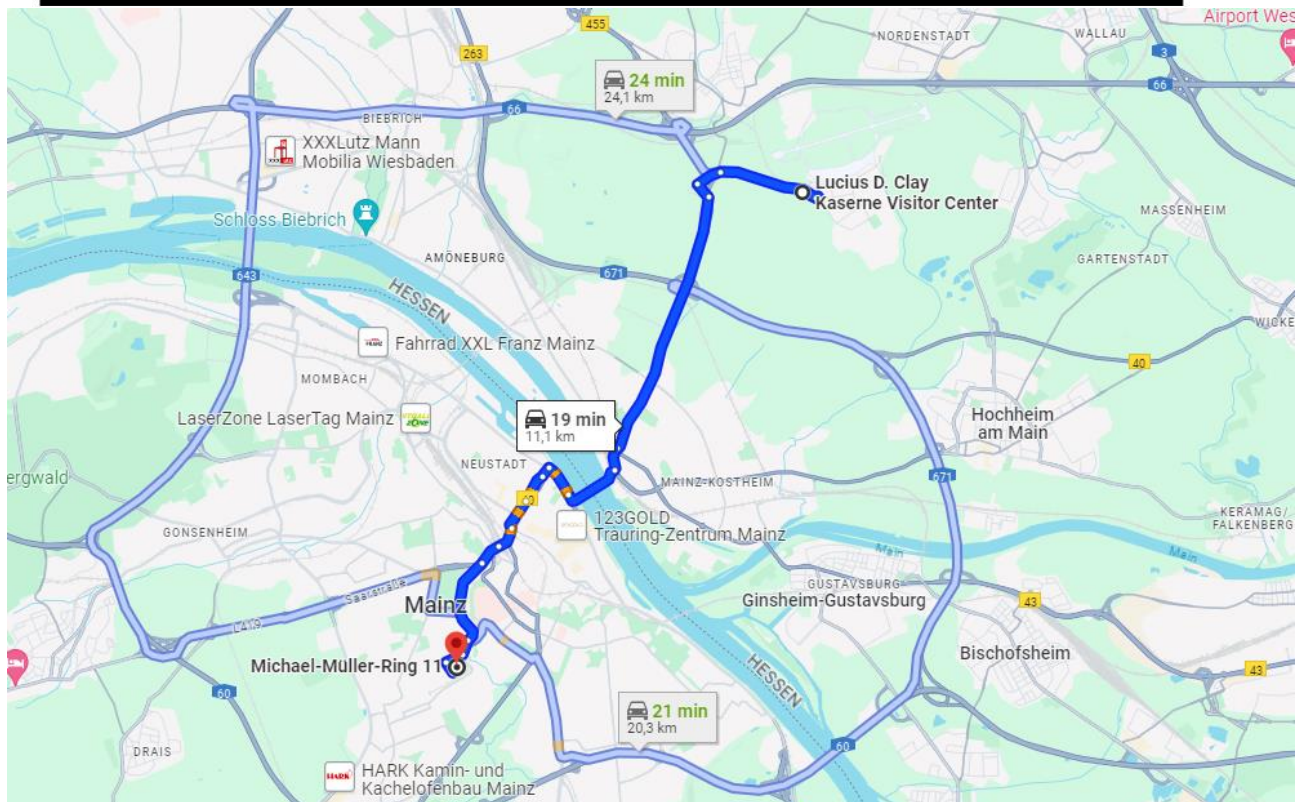 455
Airport Wes
NORDENSTADT
WALLAU
3
263
24 min
24,1 km
66
66
BIEBRICH
XXXLutz Mann
Mobilia Wiesbaden
Lucius D. Clay
Kaserne Visitor Center
MASSENHEIM
Schloss Biebrich
AMÖNEBURG
GARTENSTADT
643
671
HESSEN
WICKE
Fahrrad XXL Franz Mainz
40
MOMBACH
LaserZone LaserTag Mainz
19 min
11,1 km
Hochheim
am Main
NEUSTADT
ergwald
MAINZ-KOSTHEIM
671
40
123GOLD
Trauring-Zentrum Mainz
KERAMAG/
FALKENBERG
GONSENHEIM
Main
Main
GUSTAVSBURG
Ginsheim-Gustavsburg
43
Saarstraße
L419
Mainz
Bischofsheim
Michael-Müller-Ring 11
HESSEN
43
60
21 min
20,3 km
60
DRAIS
HARK
HARK Kamin- und
Kachelofenbau Mainz